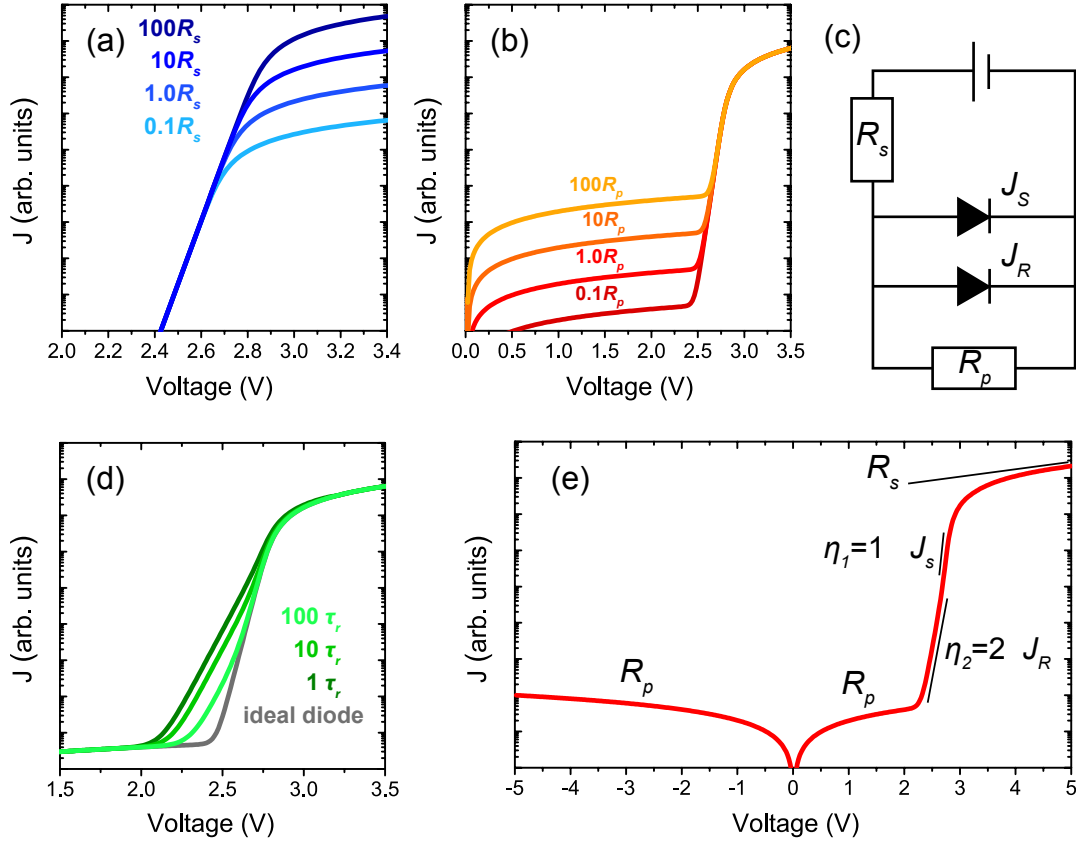 (a)
100Rs
10Rs
1.0Rs
0.1Rs
J (arb. units)
2.0 2.2 2.4 2.6 2.8 3.0 3.2 3.4
Voltage (V)
(b)
100Rp
10Rp
1.0Rp
0.1Rp
J (arb. units)
0.0 0.5 1.0 1.5 2.0 2.5 3.0 3.5
Voltage (V)
(c)
Rs
JS
JR
Rp
(d)
100 τr
10 τr
1 τr
ideal diode
J (arb. units)
1.5 2.0 2.5 3.0 3.5
Voltage (V)
(e)
Rs
η1=1 Js
η2=2 JR
Rp
Rp
J (arb. units)
-5 -4 -3 -2 -1 0 1 2 3 4 5
Voltage (V)